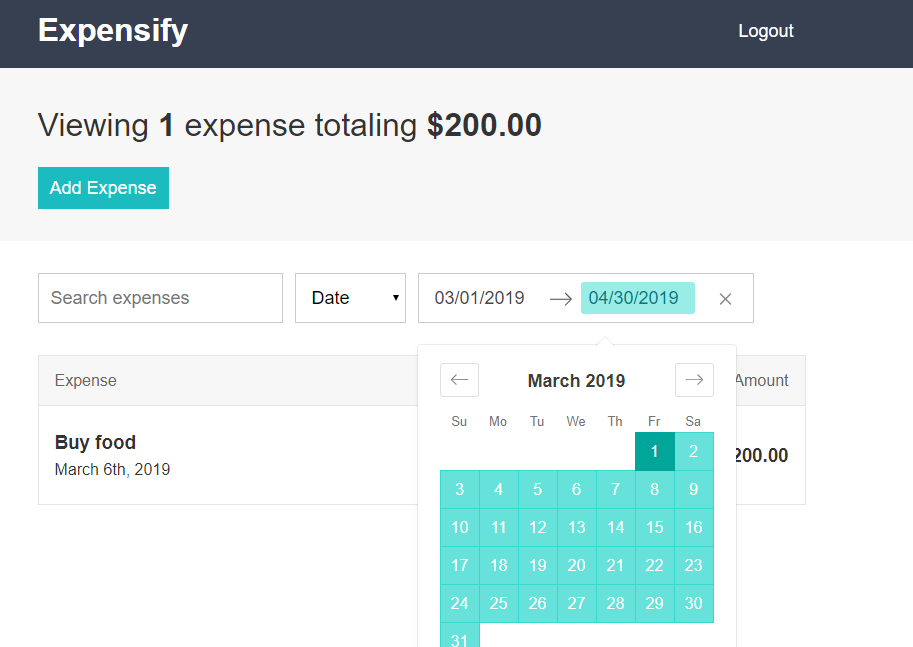 Expensify
Logout
Viewing 1 expense totaling $200.00
Add Expense
Search expenses
Date
03/01/2019
04/30/2019
March 2019
Su Mo Tu We Th Fr Sa
1 2
3 4 5 6 7 8 9
10 11 12 13 14 15 16
17 18 19 20 21 22 23
24 25 26 27 28 29 30
31
Expense
Amount
Buy food
March 6th, 2019
200.00